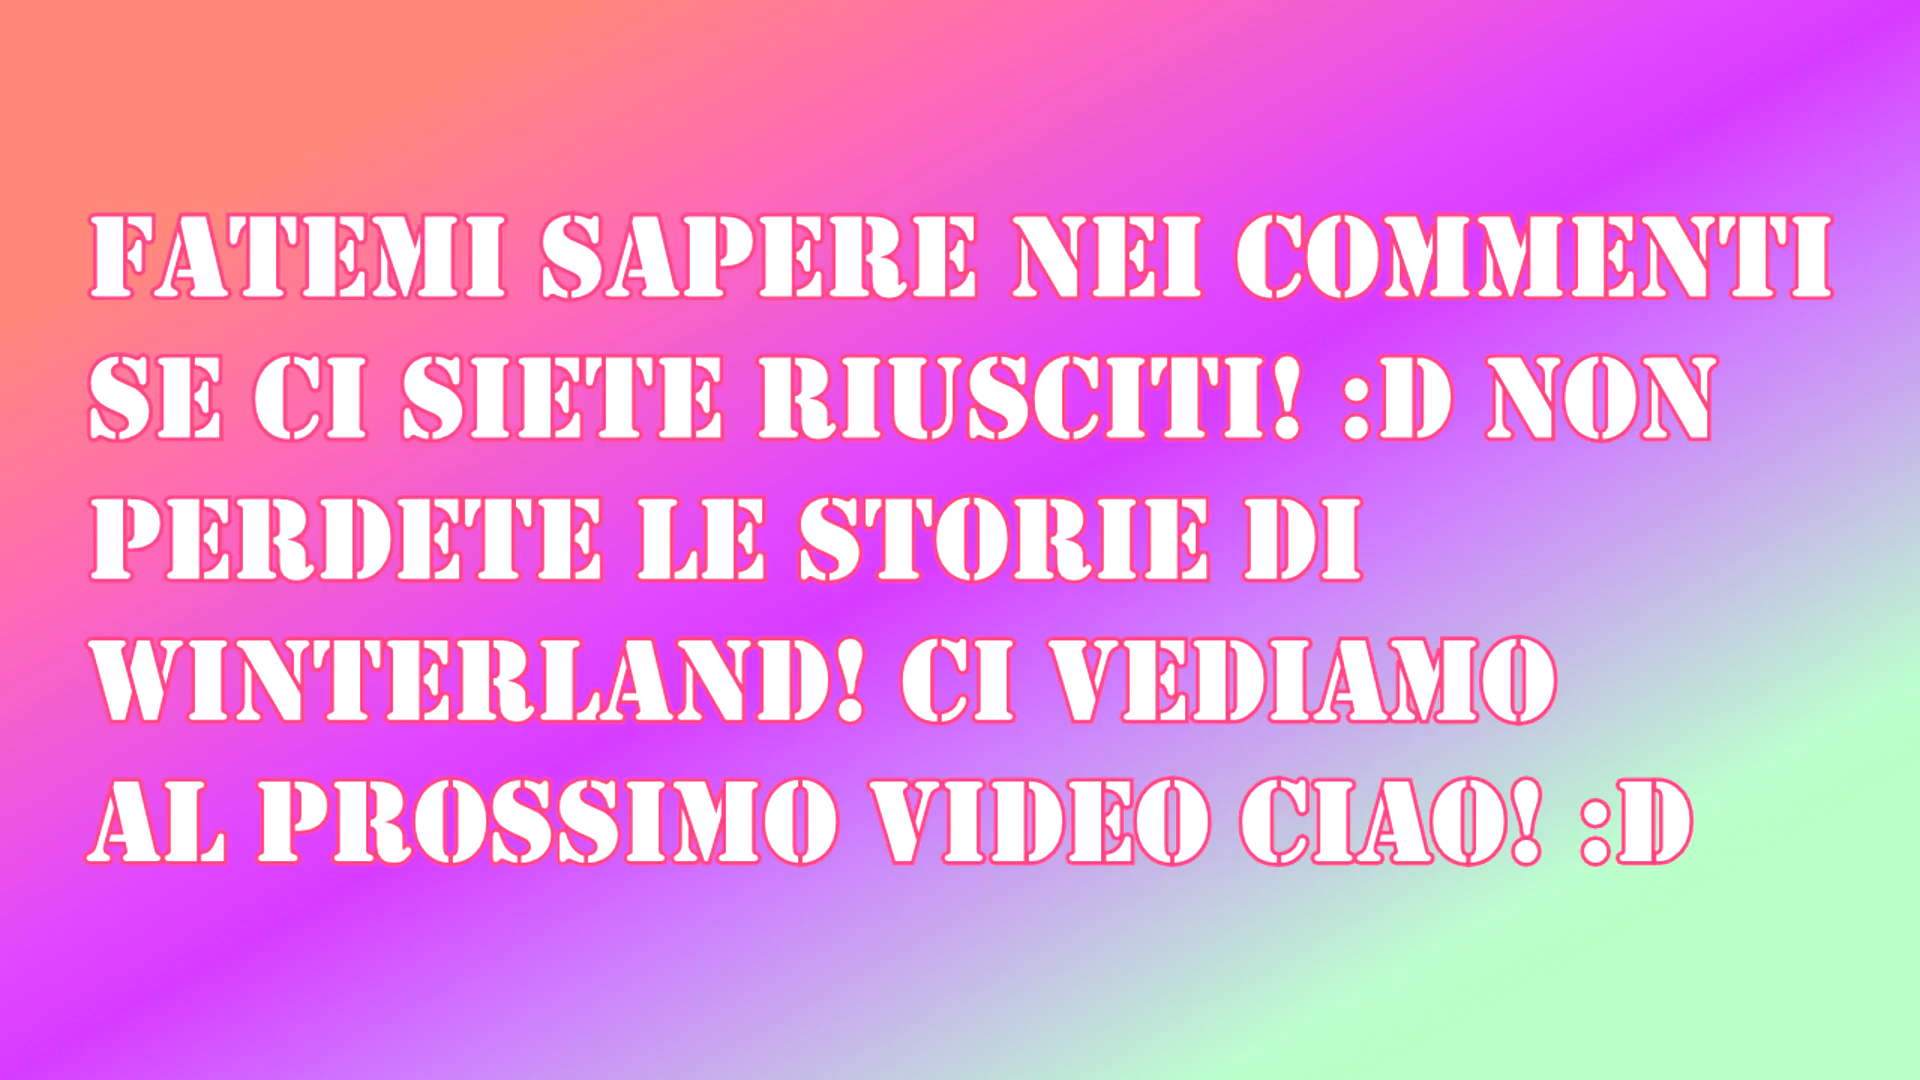 FATEMI SAPERE NEI COMMENTI
SE CI SIETE RIUSCITI! :D NON
PERDETE LE STORIE DI
WINTERLAND! CI VEDIAMO
AL PROSSIMO VIDEO CIAO! :D